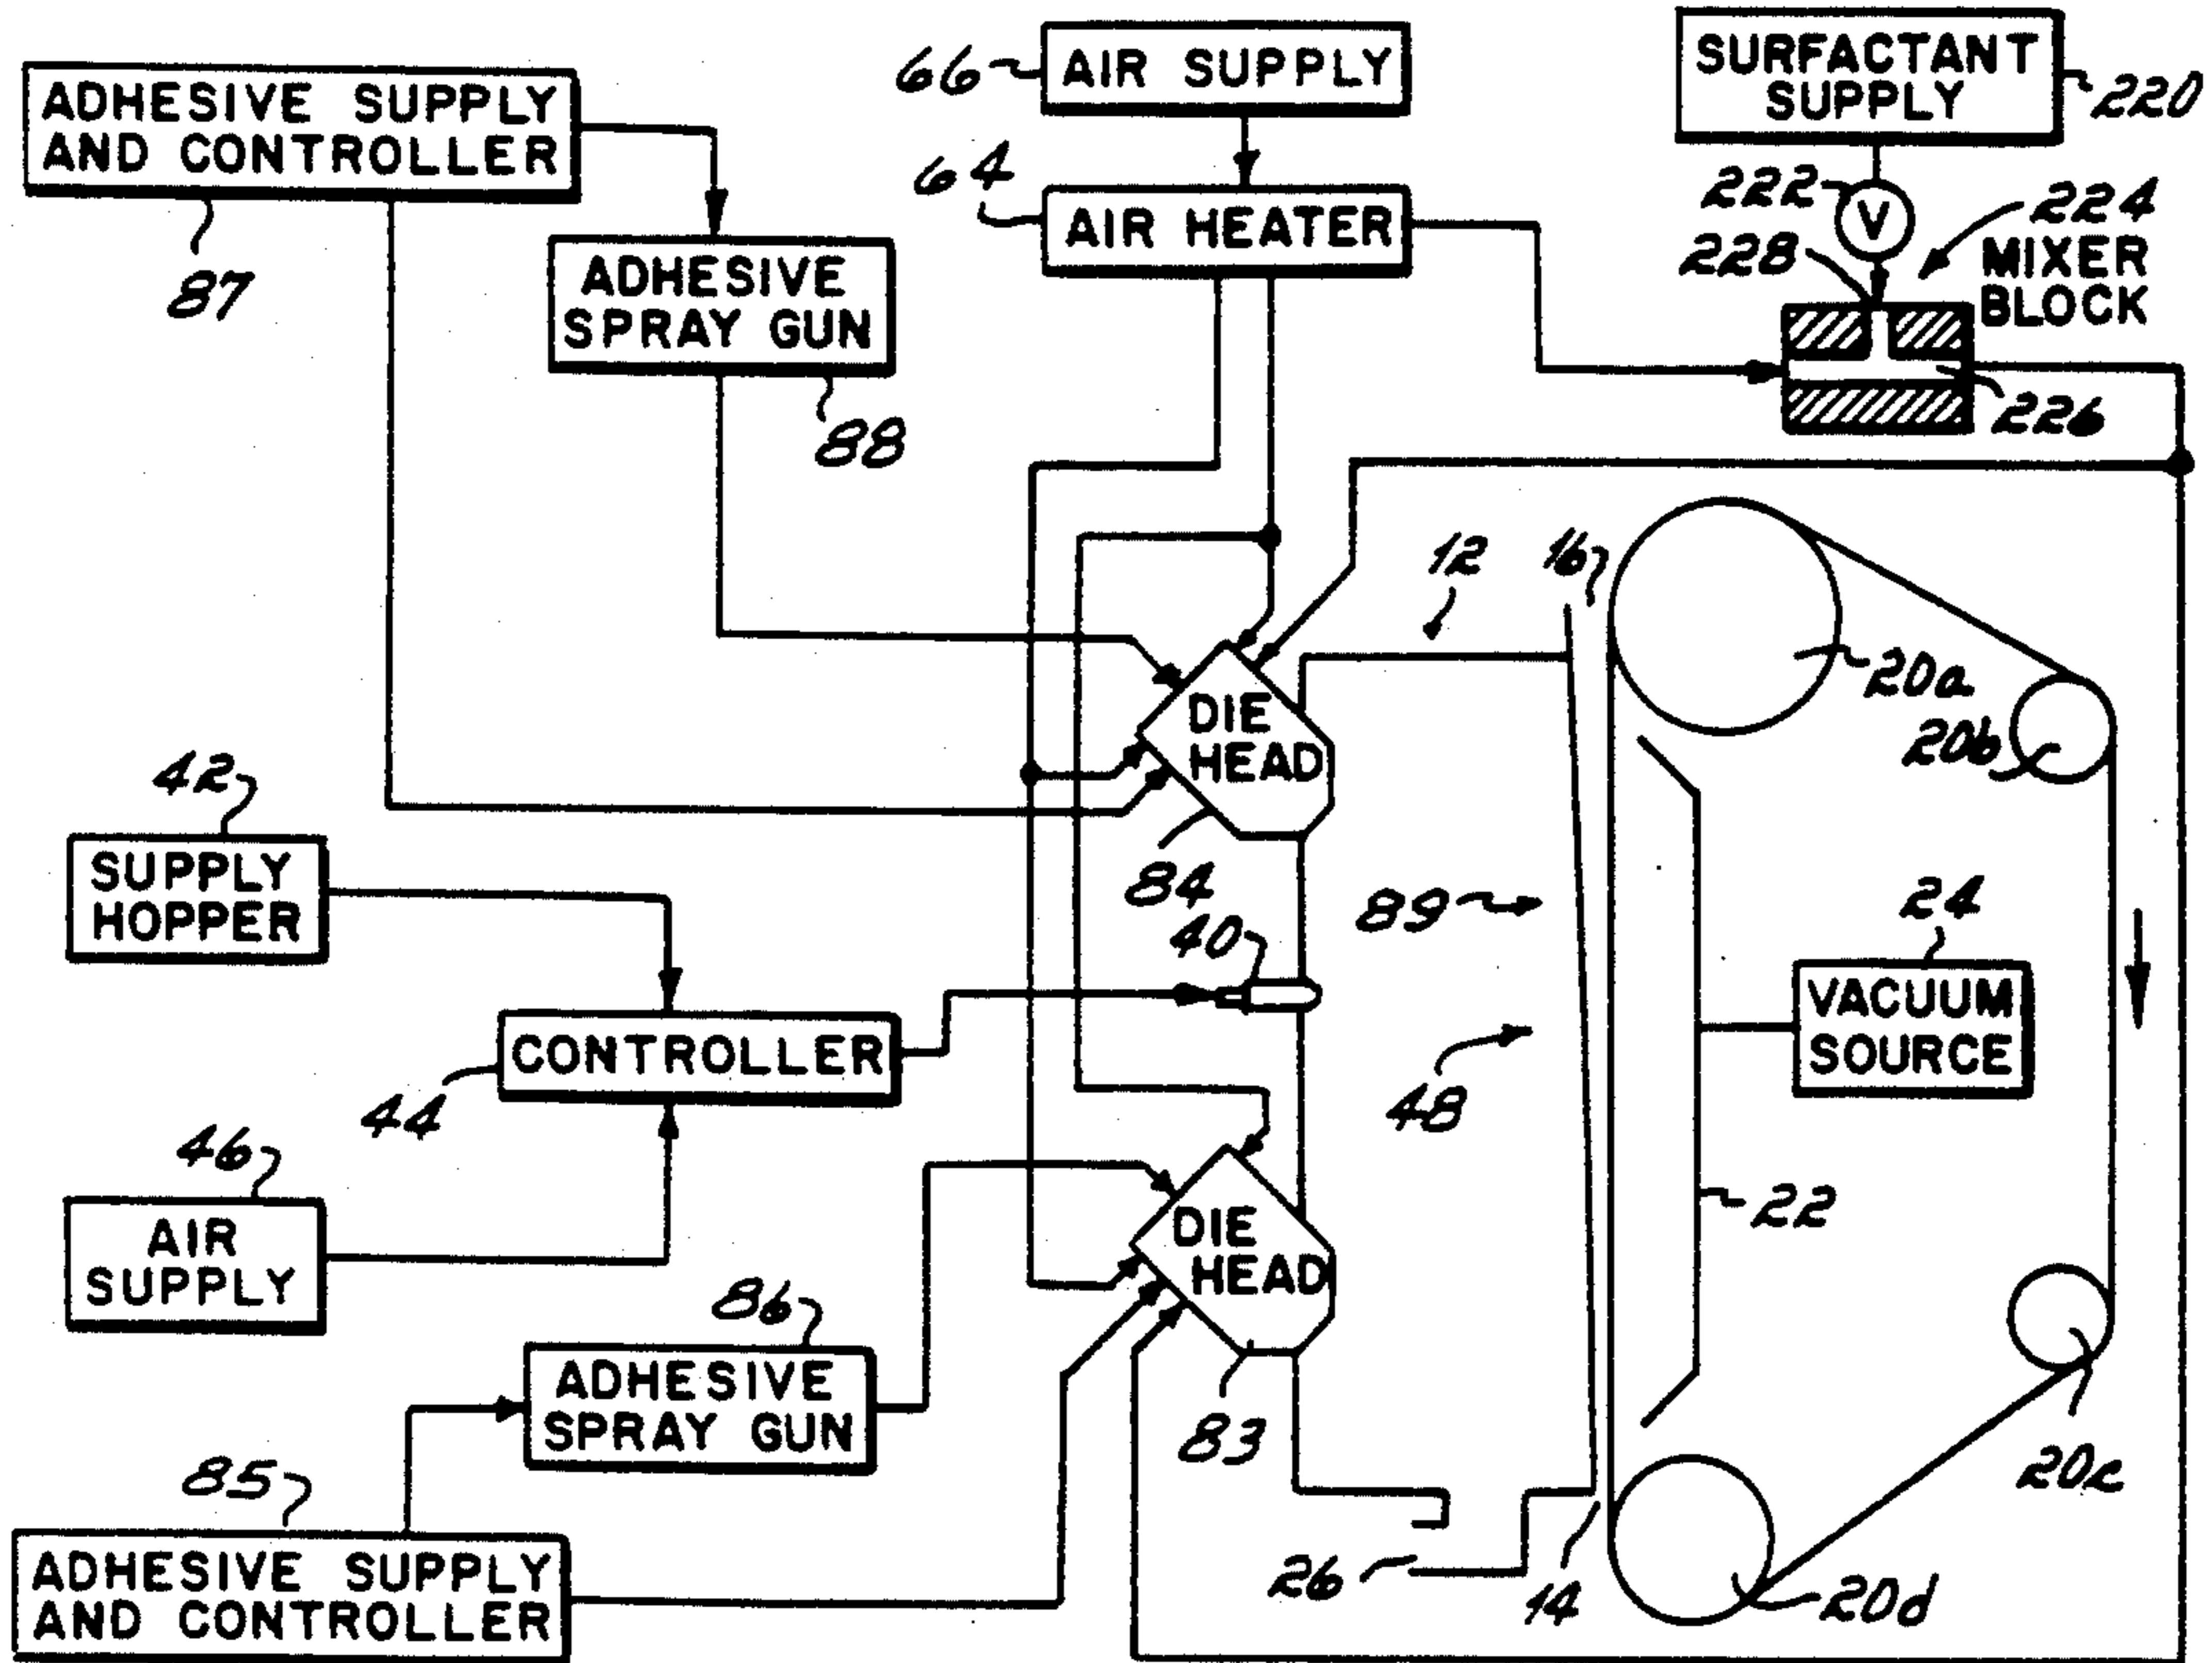 66
AIR SUPPLY
SURFACTANT
SUPPLY
220
ADHESIVE SUPPLY
AND CONTROLLER
87
64
AIR HEATER
222
V
228
224
MIXER
BLOCK
226
ADHESIVE
SPRAY GUN
88
12
16
20a
20b
DIE
HEAD
84
42
SUPPLY
HOPPER
89
40
24
VACUUM
SOURCE
CONTROLLER
44
48
46
AIR
SUPPLY
22
DIE
HEAD
83
86
ADHESIVE
SPRAY GUN
20c
85
ADHESIVE SUPPLY
AND CONTROLLER
26
14
20d